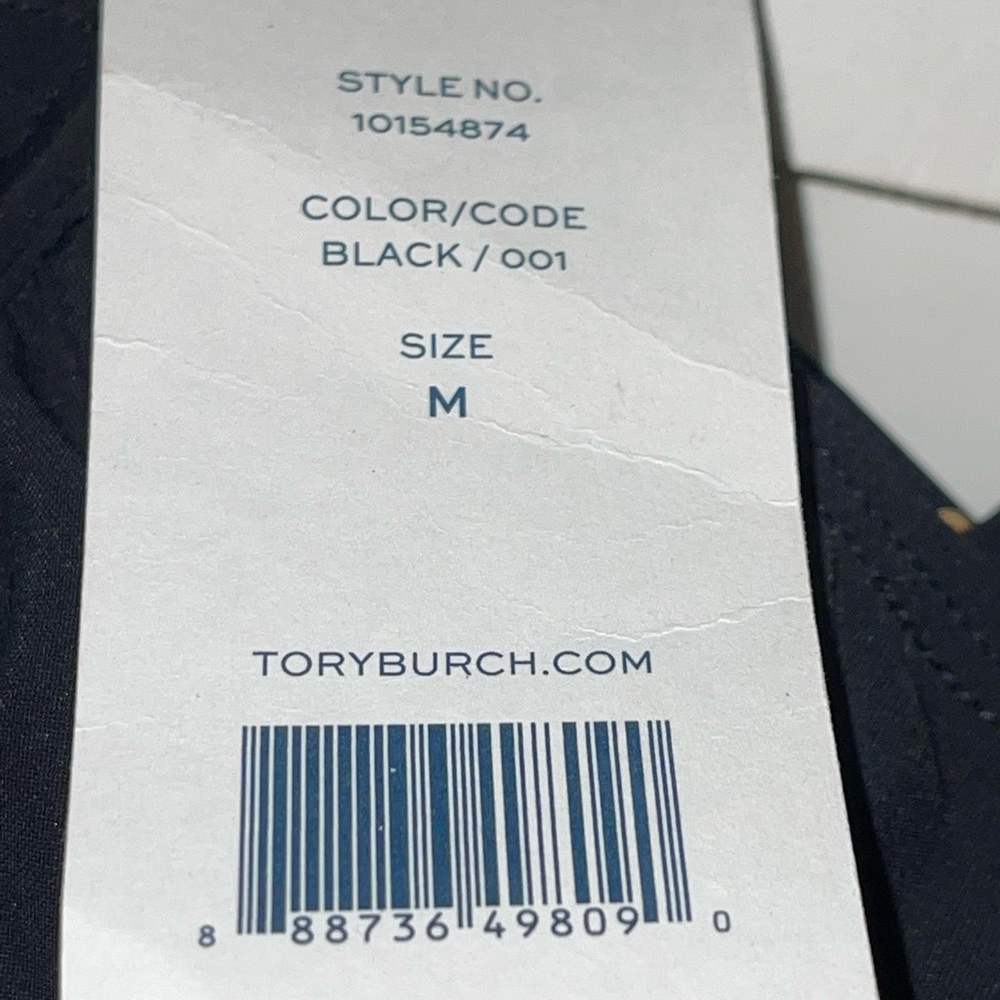 STYLE NO.
10154874
COLOR/CODE
BLACK / 001
SIZE
M
TORYBURCH.COM
8 88736 49809 0